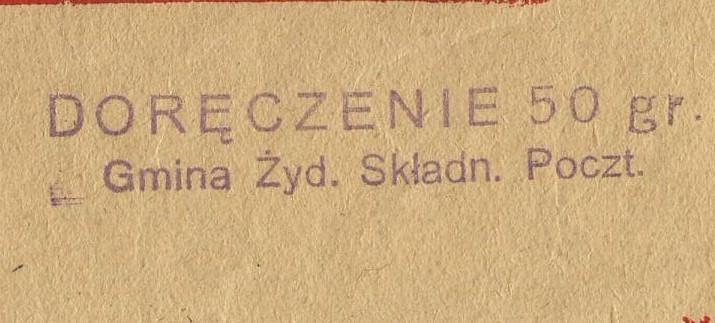 DORĘCZENIE 50 gr.
Gmina Żyd. Składn. Poczt.